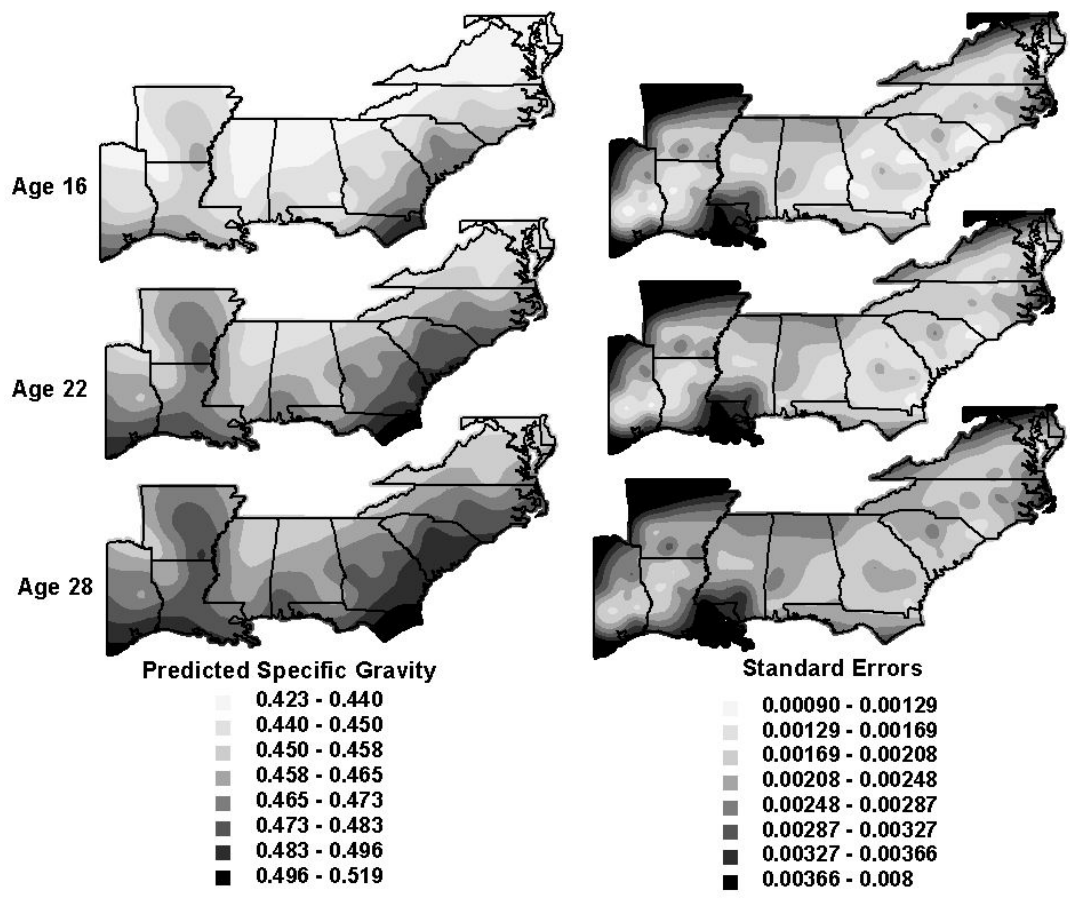 Age 16
Age 22
Age 28
Predicted Specific Gravity
0.423 - 0.440
0.440 - 0.450
0.450 - 0.458
0.458 - 0.465
0.465 - 0.473
0.473 - 0.483
0.483 - 0.496
0.496 - 0.519
Standard Errors
0.00090 - 0.00129
0.00129 - 0.00169
0.00169 - 0.00208
0.00208 - 0.00248
0.00248 - 0.00287
0.00287 - 0.00327
0.00327 - 0.00366
0.00366 - 0.008